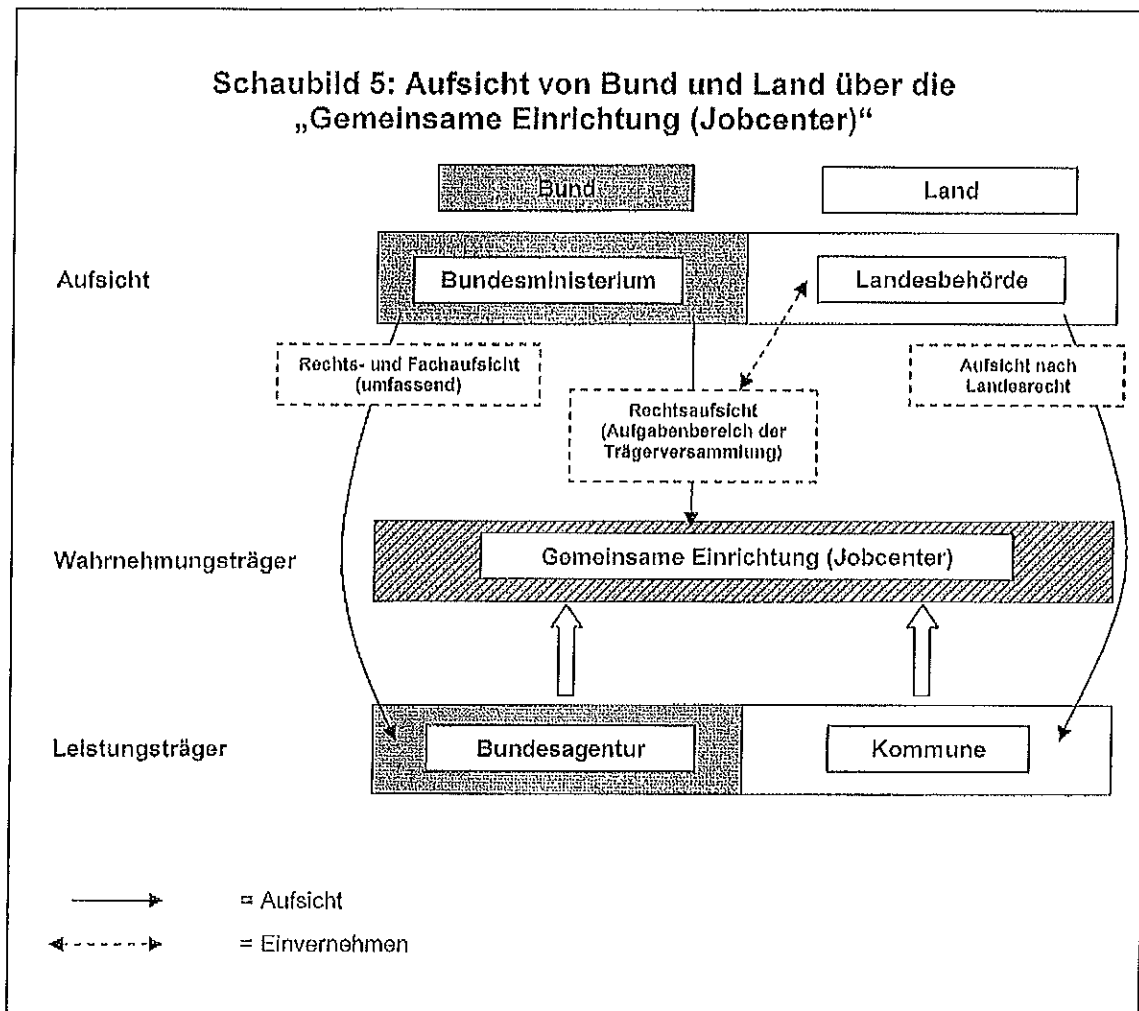 Schaubild 5: Aufsicht von Bund und Land über die
„Gemeinsame Einrichtung (Jobcenter)“
Bund
Land
Aufsicht
Bundesministerium
Landesbehörde
Rechts- und Fachaufsicht
(umfassend)
Rechtsaufsicht
(Aufgabenbereich der
Trägerversammlung)
Aufsicht nach
Landesrecht
Wahrnehmungsträger
Gemeinsame Einrichtung (Jobcenter)
Leistungsträger
Bundesagentur
Kommune
= Aufsicht
= Einvernehmen